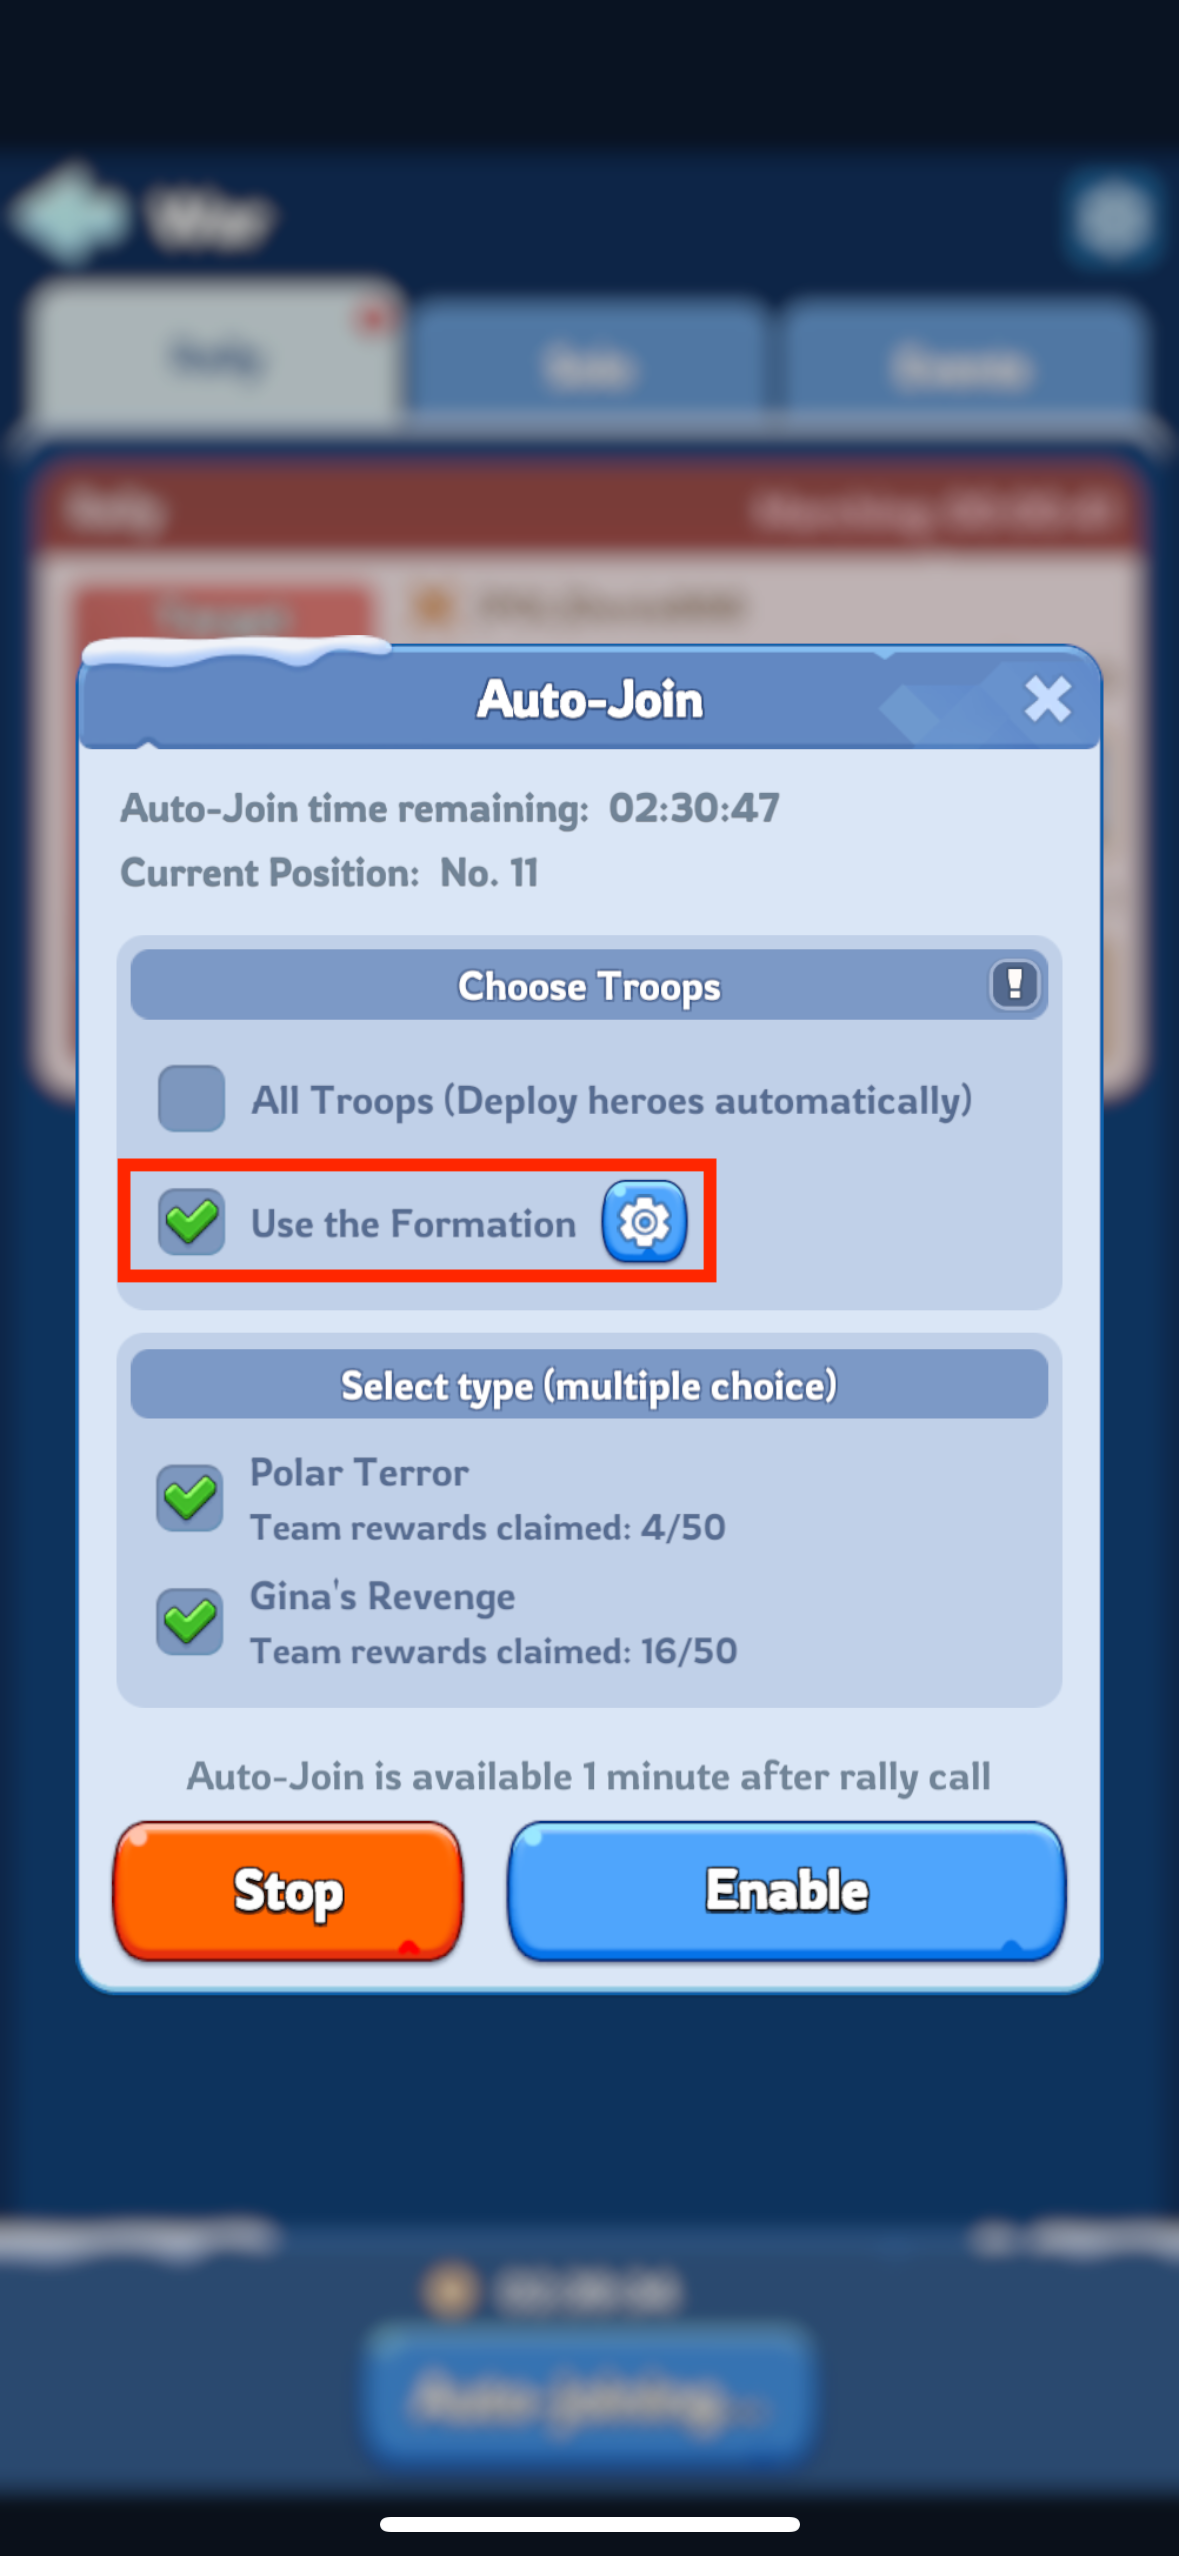 Auto-Join
Auto-Join time remaining: 02:30:47
Current Position: No. 11
Choose Troops
!
All Troops (Deploy heroes automatically)
Use the Formation
Select type (multiple choice)
Polar Terror
Team rewards claimed: 4/50
Gina's Revenge
Team rewards claimed: 16/50
Auto-Join is available 1 minute after rally call
Stop
Enable